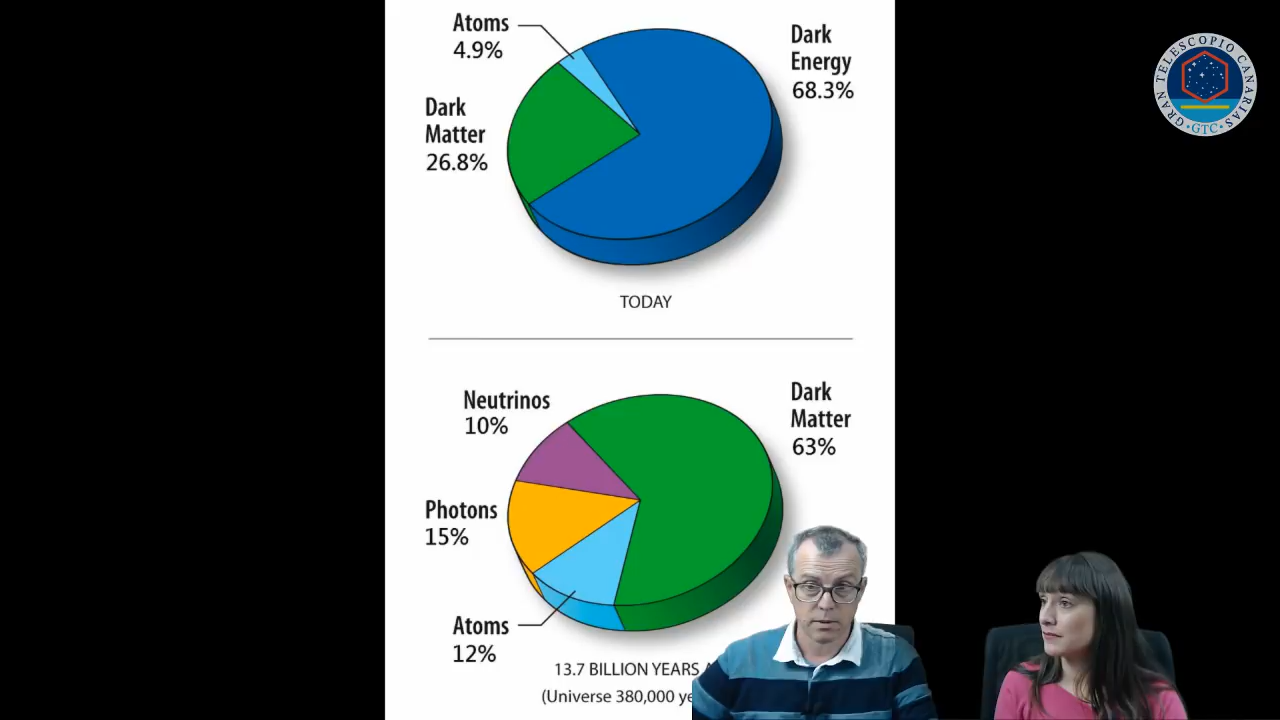 Atoms
4.9%
Dark
Energy
68.3%
Dark
Matter
26.8%
TODAY
Neutrinos
10%
Dark
Matter
63%
Photons
15%
Atoms
12%
13.7 BILLION YEARS
(Universe 380,000
GRAN TELESCOPIO CANARIAS
GTC